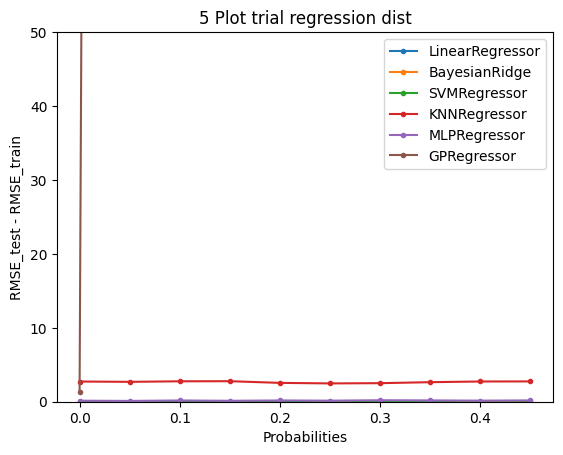 5 Plot trial regression dist
50
40
30
20
10
0
RMSE_test - RMSE_train
LinearRegressor
BayesianRidge
SVMRegressor
KNNRegressor
MLPRegressor
GPRegressor
0.0 0.1 0.2 0.3 0.4
Probabilities